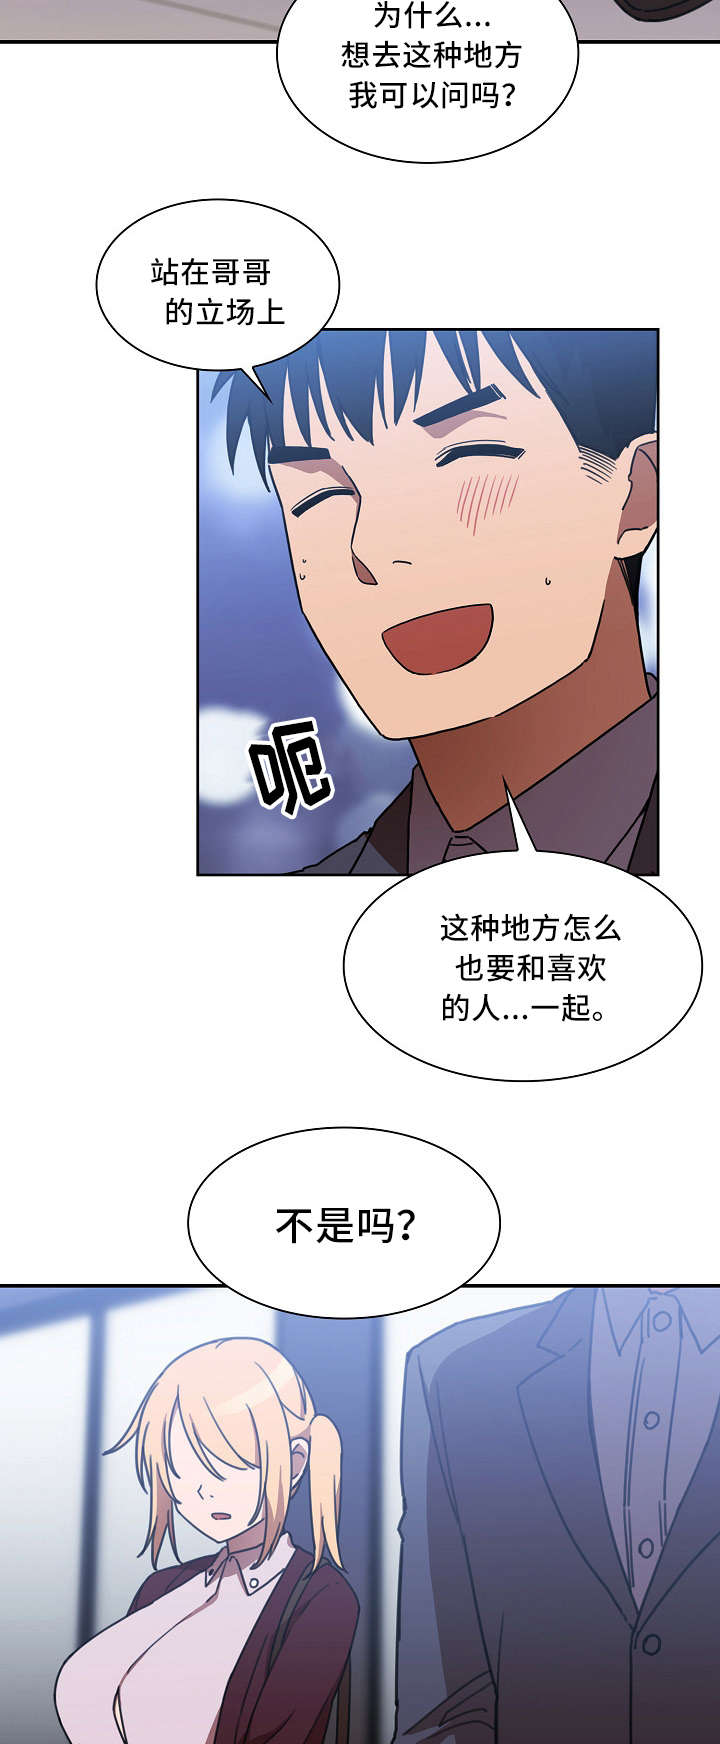 为什么...
想去这种地方
我可以问吗?
站在哥哥
的立场上
呃
这种地方怎么
也要和喜欢
的人...一起。
不是吗?